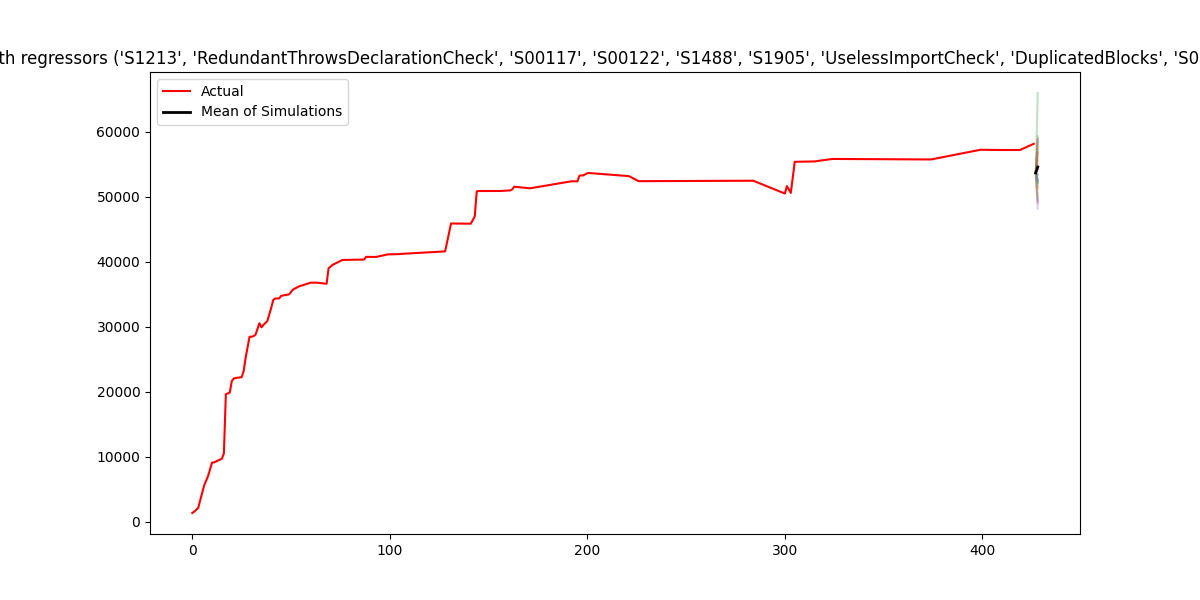 th regressors ('S1213', 'RedundantThrowsDeclarationCheck', 'S00117', 'S00122', 'S1488', 'S1905', 'UselessImportCheck', 'DuplicatedBlocks', 'S0
Actual
Mean of Simulations
60000
50000
40000
30000
20000
10000
0
0 100 200 300 400